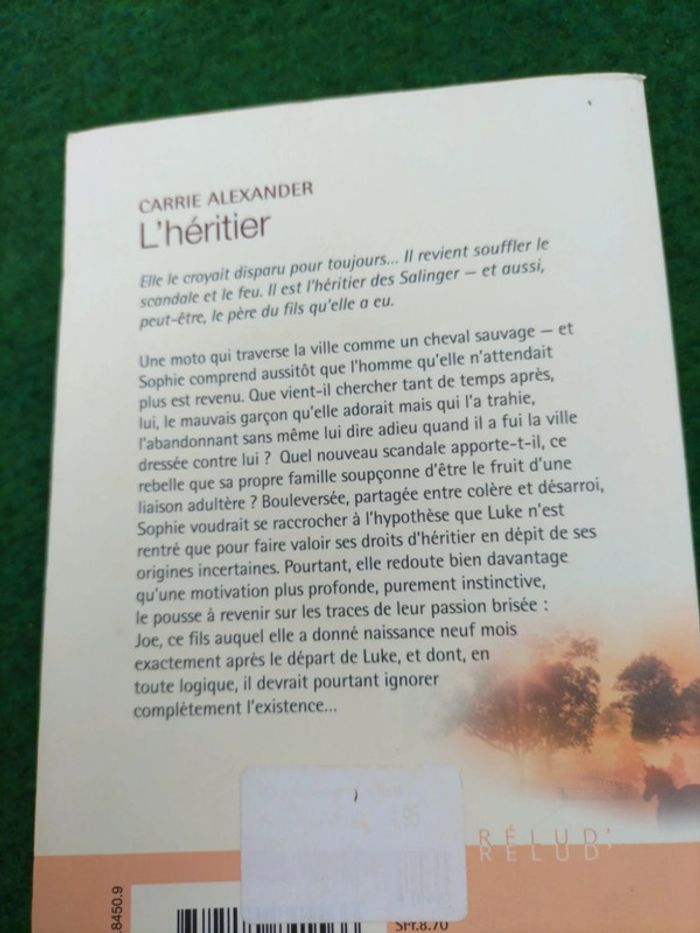 CARRIE ALEXANDER
L'héritier
Elle le croyait disparu pour toujours... Il revient souffler le
scandale et le feu. Il est l'héritier des Salinger — et aussi,
peut-être, le père du fils qu'elle a eu.
Une moto qui traverse la ville comme un cheval sauvage — et
Sophie comprend aussitôt que l'homme qu'elle n'attendait
plus est revenu. Que vient-il chercher tant de temps après,
lui, le mauvais garçon qu'elle adorait mais qui l'a trahie,
l'abandonnant sans même lui dire adieu quand il a fui la ville
dressée contre lui ? Quel nouveau scandale apporte-t-il, ce
rebelle que sa propre famille soupçonne d'être le fruit d'une
liaison adultère ? Bouleversée, partagée entre colère et désarroi,
Sophie voudrait se raccrocher à l'hypothèse que Luke n'est
rentré que pour faire valoir ses droits d'héritier en dépit de ses
origines incertaines. Pourtant, elle redoute bien davantage
qu'une motivation plus profonde, purement instinctive,
le pousse à revenir sur les traces de leur passion brisée :
Joe, ce fils auquel elle a donné naissance neuf mois
exactement après le départ de Luke, et dont, en
toute logique, il devrait pourtant ignorer
complètement l'existence...
RÉLUD'
RELUD'
.8450.9
SFr.8.70